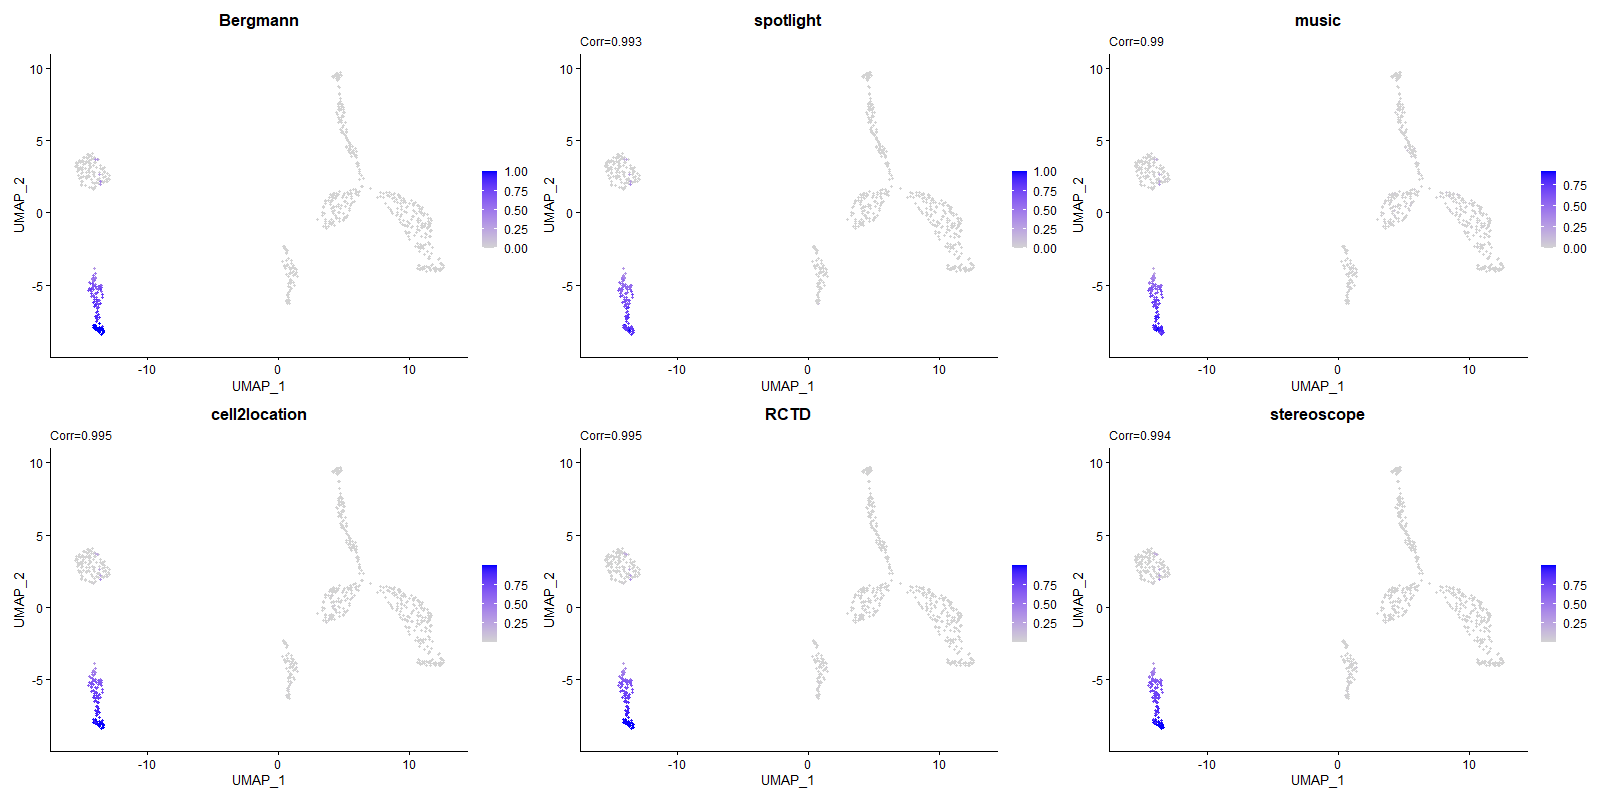 Bergmann
10
5
0
-5
UMAP_2
-10
0
10
UMAP_1
1.00
0.75
0.50
0.25
0.00
spotlight
Corr=0.993
10
5
0
-5
UMAP_2
-10
0
10
UMAP_1
1.00
0.75
0.50
0.25
0.00
music
Corr=0.99
10
5
0
-5
UMAP_2
-10
0
10
UMAP_1
0.75
0.50
0.25
0.00
cell2location
Corr=0.995
10
5
0
-5
UMAP_2
-10
0
10
UMAP_1
0.75
0.50
0.25
RCTD
Corr=0.995
10
5
0
-5
UMAP_2
-10
0
10
UMAP_1
0.75
0.50
0.25
stereoscope
Corr=0.994
10
5
0
-5
UMAP_2
-10
0
10
UMAP_1
0.75
0.50
0.25